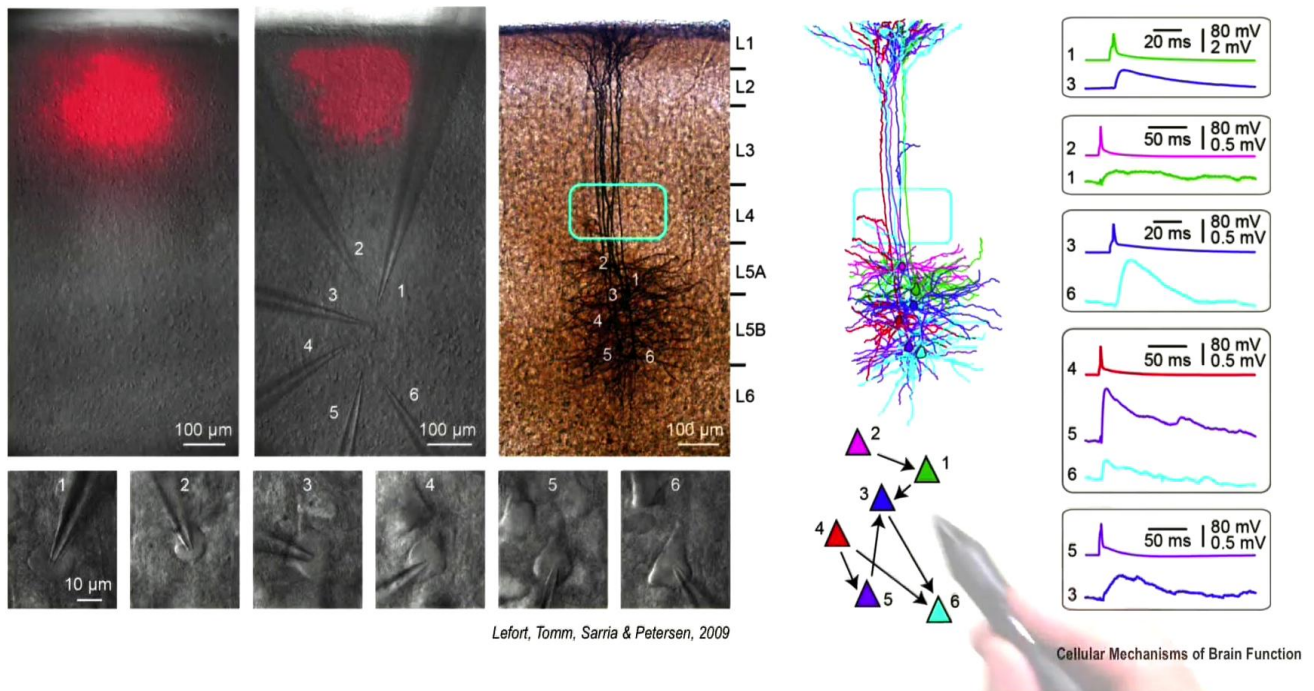 100 µm
2
3
1
4
5
6
100 µm
2
1
3
4
5
6
100 µm
L1
L2
L3
L4
L5A
L5B
L6
1
10 µm
2
3
4
5
6
Lefort, Tomm, Sarria & Petersen, 2009
2
1
3
4
5
6
1
3
20 ms
80 mV
2 mV
2
1
50 ms
80 mV
0.5 mV
3
6
20 ms
80 mV
0.5 mV
4
5
6
50 ms
80 mV
0.5 mV
5
3
50 ms
80 mV
0.5 mV
Cellular Mechanisms of Brain Function